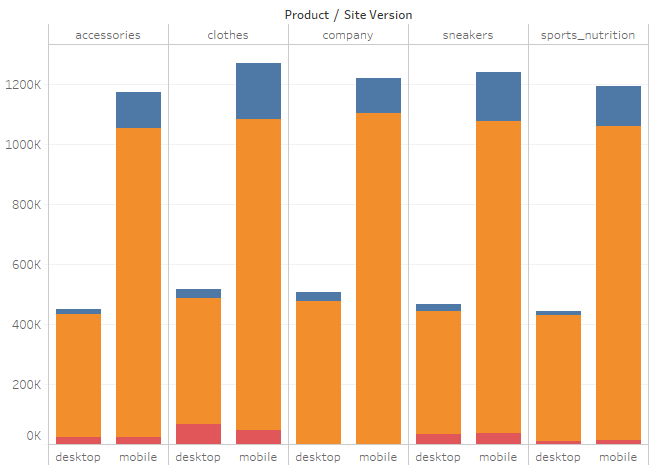 Product / Site Version
accessories clothes company sneakers sports_nutrition
1200K
1000K
800K
600K
400K
200K
0K
desktop mobile desktop mobile desktop mobile desktop mobile desktop mobile